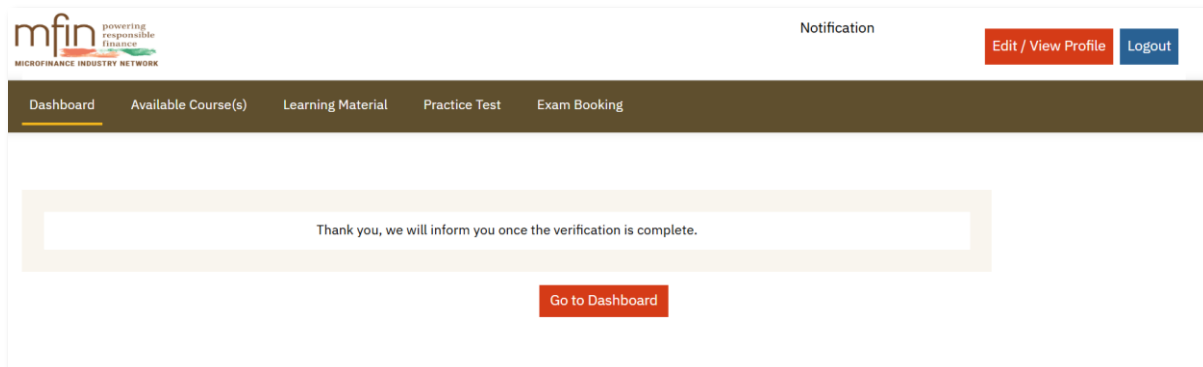 mfin powering
responsible
finance
MICROFINANCE INDUSTRY NETWORK
Notification
Edit / View Profile Logout
Dashboard Available Course(s) Learning Material Practice Test Exam Booking
Thank you, we will inform you once the verification is complete.
Go to Dashboard